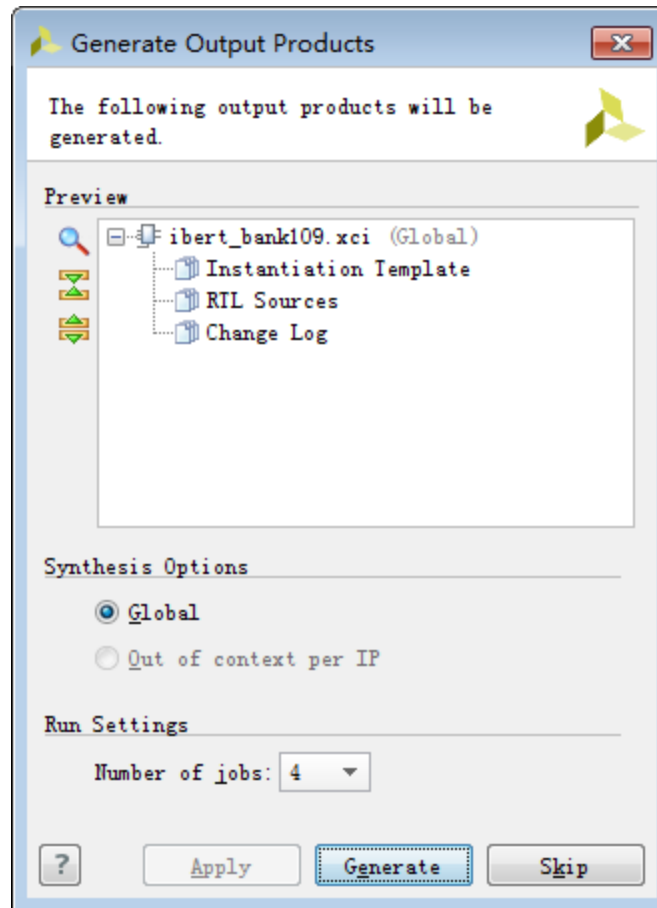 Generate Output Products
The following output products will be
generated.
Preview
ibert_bank109.xci (Global)
Instantiation Template
RTL Sources
Change Log
Synthesis Options
Global
Out of context per IP
Run Settings
Number of jobs: 4
? Apply Generate Skip